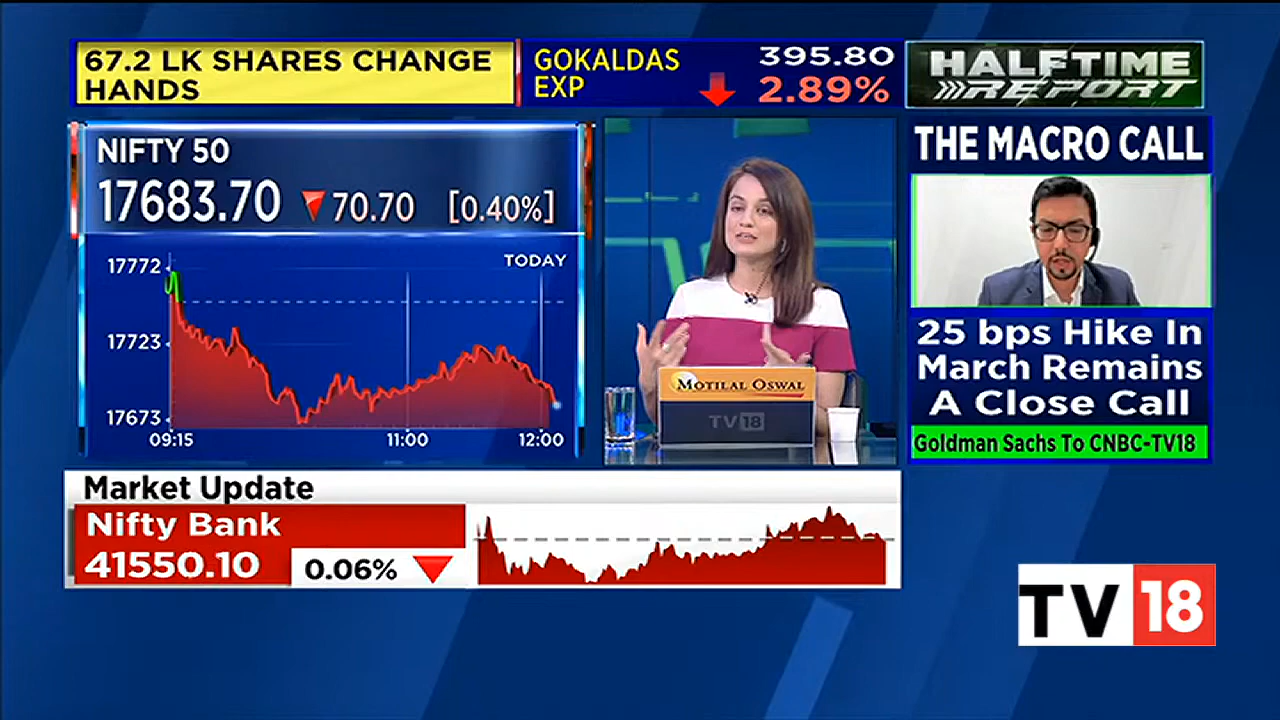 67.2 LK SHARES CHANGE
HANDS
GOKALDAS
EXP
395.80
2.89%
HALFTIME
REPORT
NIFTY 50
17683.70
70.70
[0.40%]
TODAY
17772
17723
17673
09:15
11:00
12:00
MOTILAL OSWAL
TV18
THE MACRO CALL
25 bps Hike In
March Remains
A Close Call
Goldman Sachs To CNBC-TV18
Market Update
Nifty Bank
41550.10
0.06%
TV18